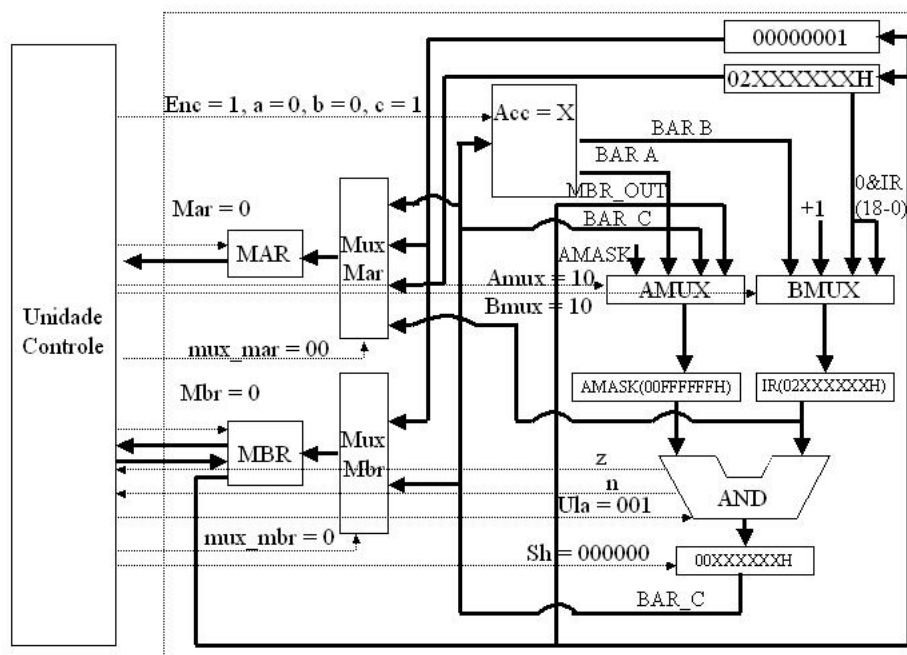 00000001
02XXXXXXH
Enc = 1, a = 0, b = 0, c = 1
Acc = X
BAR B
BAR A
MBR_OUT
0&IR
(18-0)
Mar = 0
BAR_C
+1
Mux
Mar
MAR
AMASK
Amux = 10
AMUX
BMUX
Bmux = 10
Unidade
Controle
mux_mar = 00
Mbr = 0
AMASK(00FFFFFFH)
IR(02XXXXXXH)
Mux
Mbr
MBR
z
n
AND
Ula = 001
mux_mbr = 0
Sh = 000000
00XXXXXXH
BAR_C